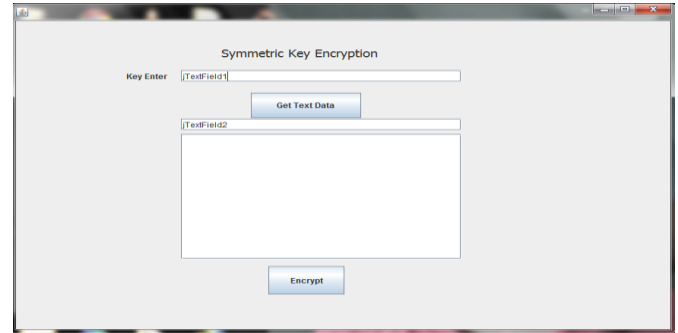 Symmetric Key Encryption
Key Enter jTextField1
Get Text Data
jTextField2
Encrypt